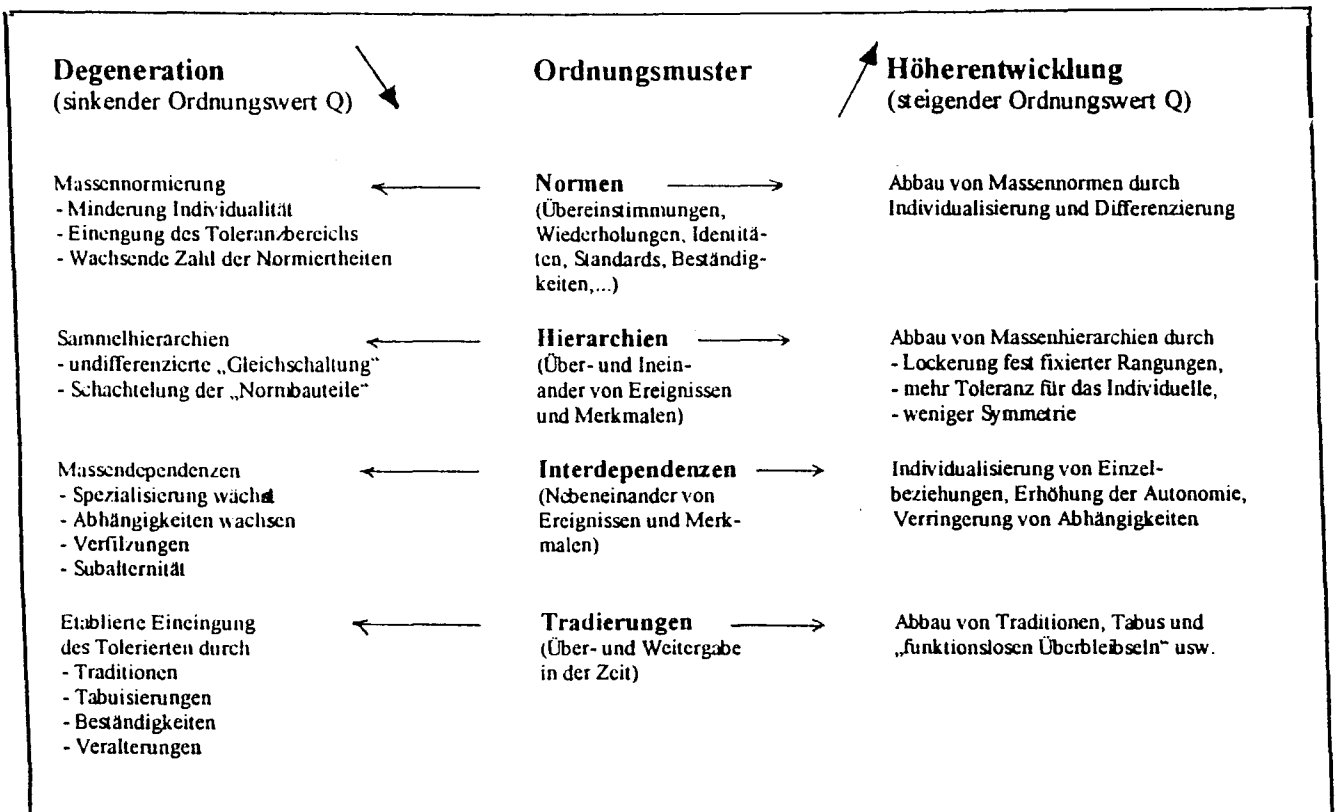 Degeneration
(sinkender Ordnungswert Q)
Ordnungsmuster
Höherentwicklung
(steigender Ordnungswert Q)
Massennormierung
- Minderung Individualität
- Einengung des Toleranzbereichs
- Wachsende Zahl der Normiertheiten
Normen
(Übereinstimmungen,
Wiederholungen, Identitä-
ten, Standards, Beständig-
keiten,...)
Abbau von Massennormen durch
Individualisierung und Differenzierung
Sammelhierarchien
- undifferenzierte „Gleichschaltung“
- Schachtelung der „Normbauteile“
Hierarchien
(Über- und Inein-
ander von Ereignissen
und Merkmalen)
Abbau von Massenhierarchien durch
- Lockerung fest fixierter Rangungen,
- mehr Toleranz für das Individuelle,
- weniger Symmetrie
Massendependenzen
- Spezialisierung wächst
- Abhängigkeiten wachsen
- Verfilzungen
- Subalternität
Interdependenzen
(Nebeneinander von
Ereignissen und Merk-
malen)
Individualisierung von Einzel-
beziehungen, Erhöhung der Autonomie,
Verringerung von Abhängigkeiten
Etablierte Eineingung
des Tolerierten durch
- Traditionen
- Tabuisierungen
- Beständigkeiten
- Veralterungen
Tradierungen
(Über- und Weitergabe
in der Zeit)
Abbau von Traditionen, Tabus und
„funktionslosen Überbleibseln“ usw.